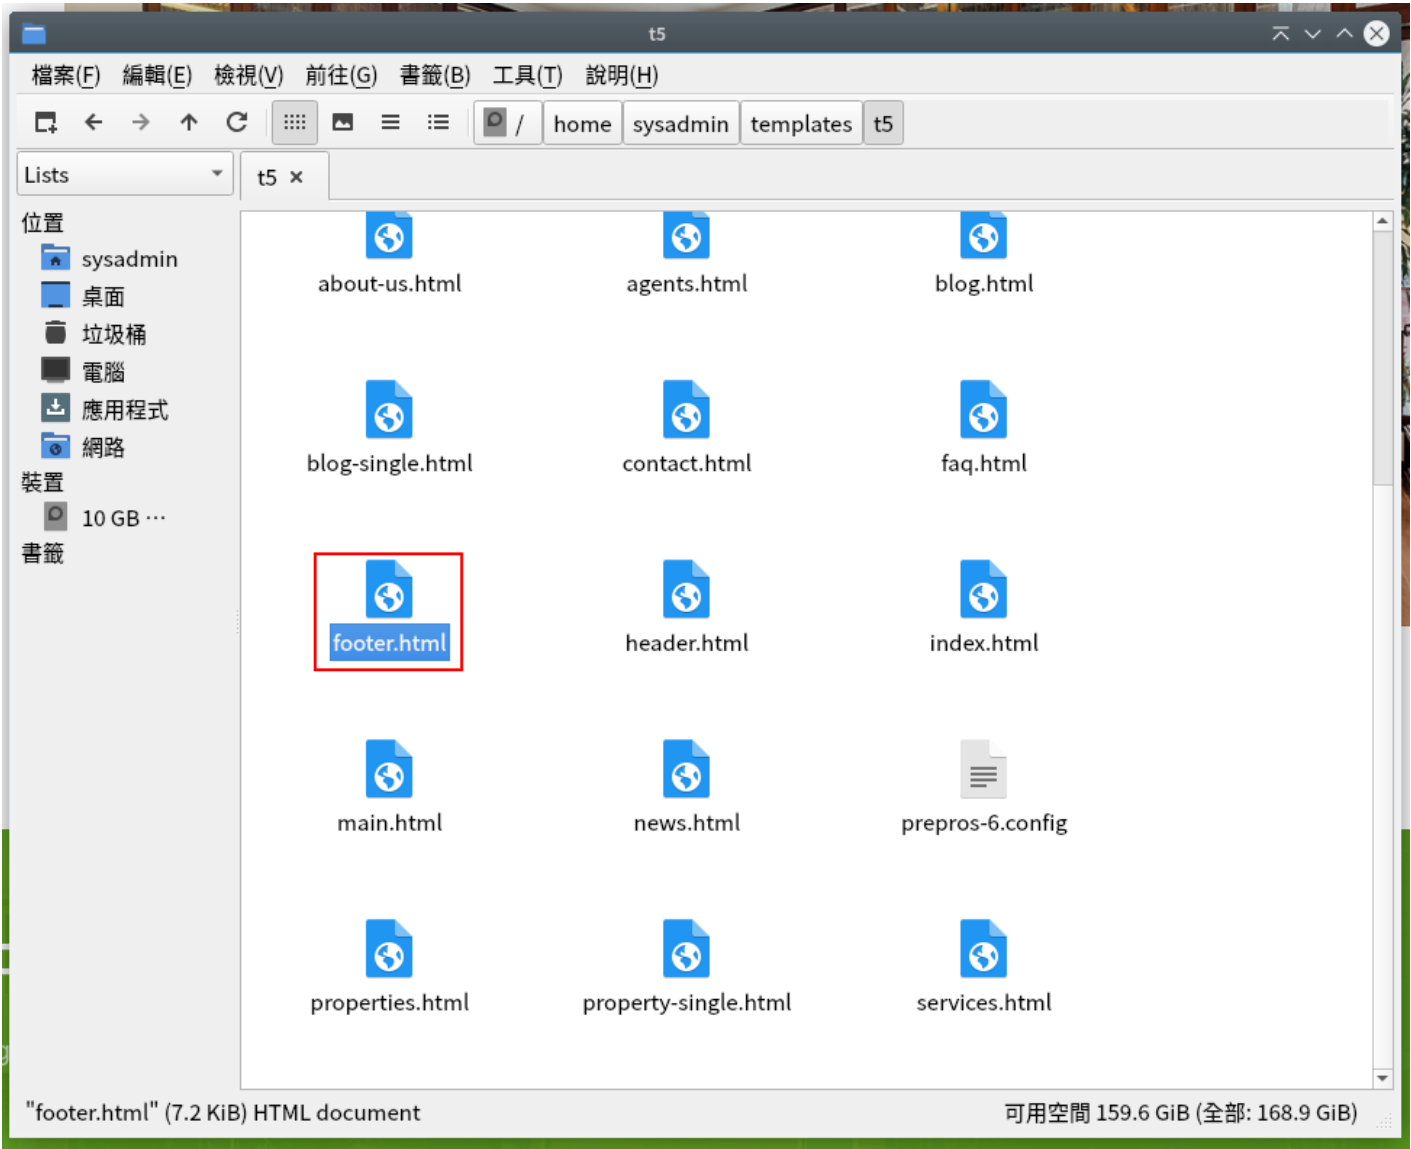 t5
檔案(F) 編輯(E) 檢視(V) 前往(G) 書籤(B) 工具(T) 說明(H)
/ home sysadmin templates t5
Lists
t5
位置
sysadmin
桌面
垃圾桶
電腦
應用程式
網路
裝置
10 GB ⋯
書籤
about-us.html agents.html blog.html
blog-single.html contact.html faq.html
footer.html header.html index.html
main.html news.html prepros-6.config
properties.html property-single.html services.html
"footer.html" (7.2 KiB) HTML document 可用空間 159.6 GiB (全部: 168.9 GiB)